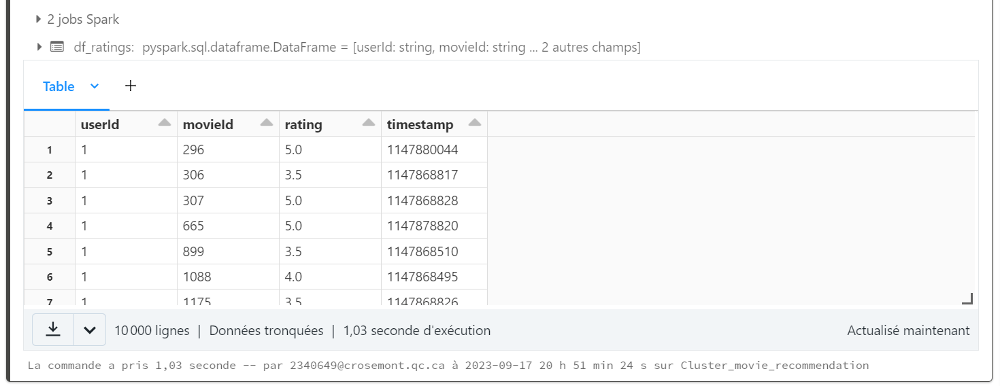 2 jobs Spark
df_ratings: pyspark.sql.dataframe.DataFrame = [userId: string, movieId: string ... 2 autres champs]
Table +
userId movieId rating timestamp
1 1 296 5.0 1147880044
2 1 306 3.5 1147868817
3 1 307 5.0 1147868828
4 1 665 5.0 1147878820
5 1 899 3.5 1147868510
6 1 1088 4.0 1147868495
7 1 1175 3.5 1147868826
10 000 lignes | Données tronquées | 1,03 seconde d'exécution Actualisé maintenant
La commande a pris 1,03 seconde -- par 2340649@crosemont.qc.ca à 2023-09-17 20 h 51 min 24 s sur Cluster_movie_recommendation